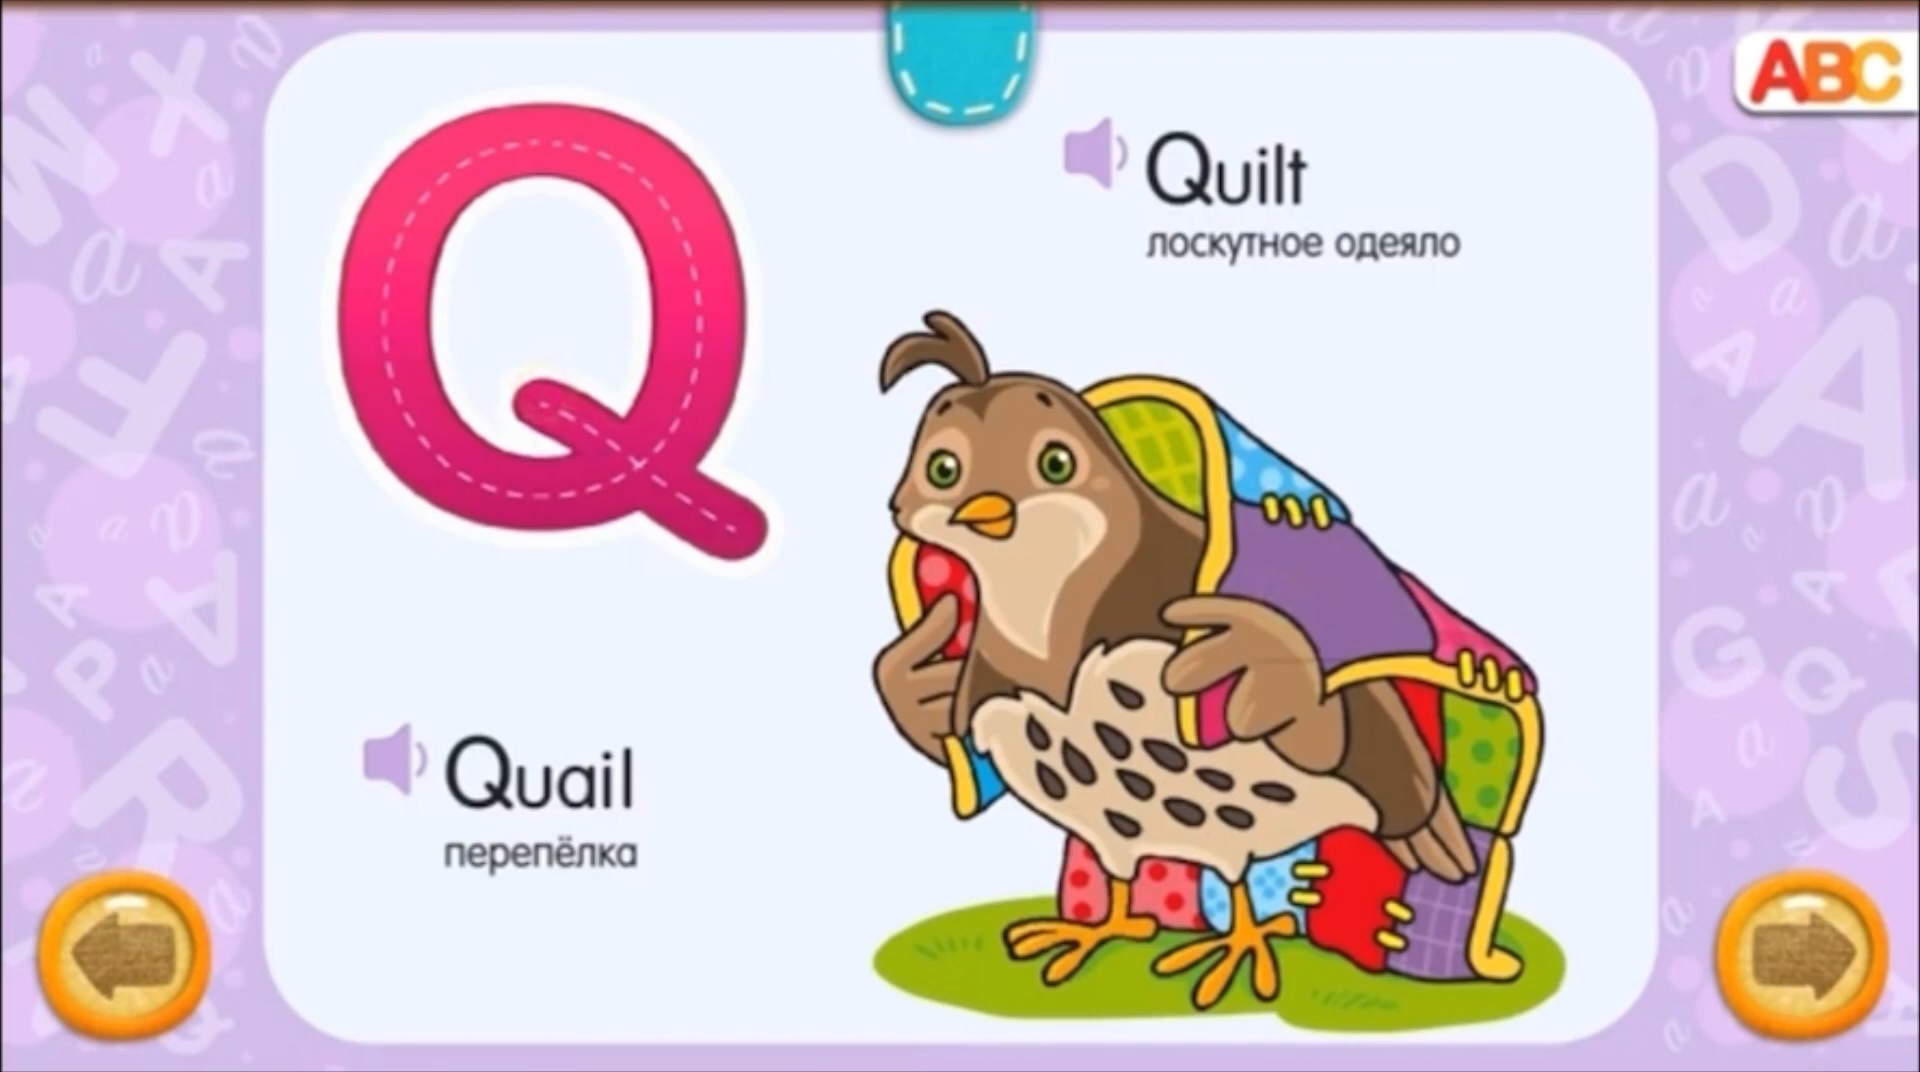 ABC
Q
Quilt
лоскутное одеяло
Quail
перепёлка